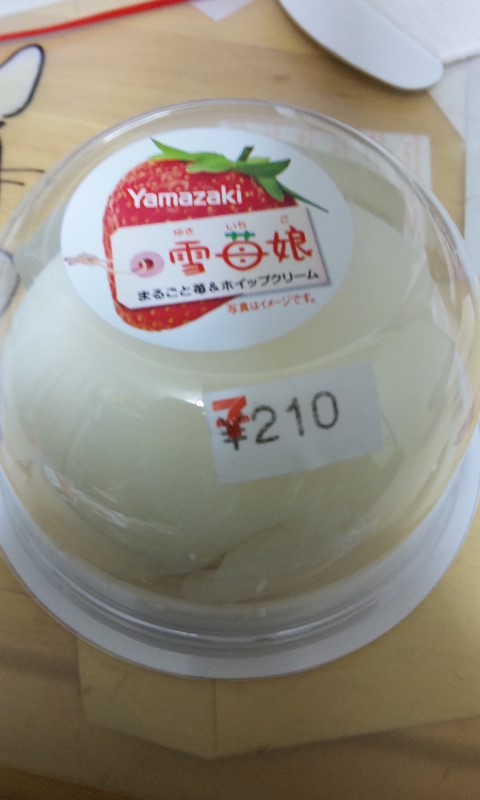 Yamazaki
ゆき いち ご
雪苺娘
まるごと苺&ホイップクリーム
写真はイメージです。
7
¥210